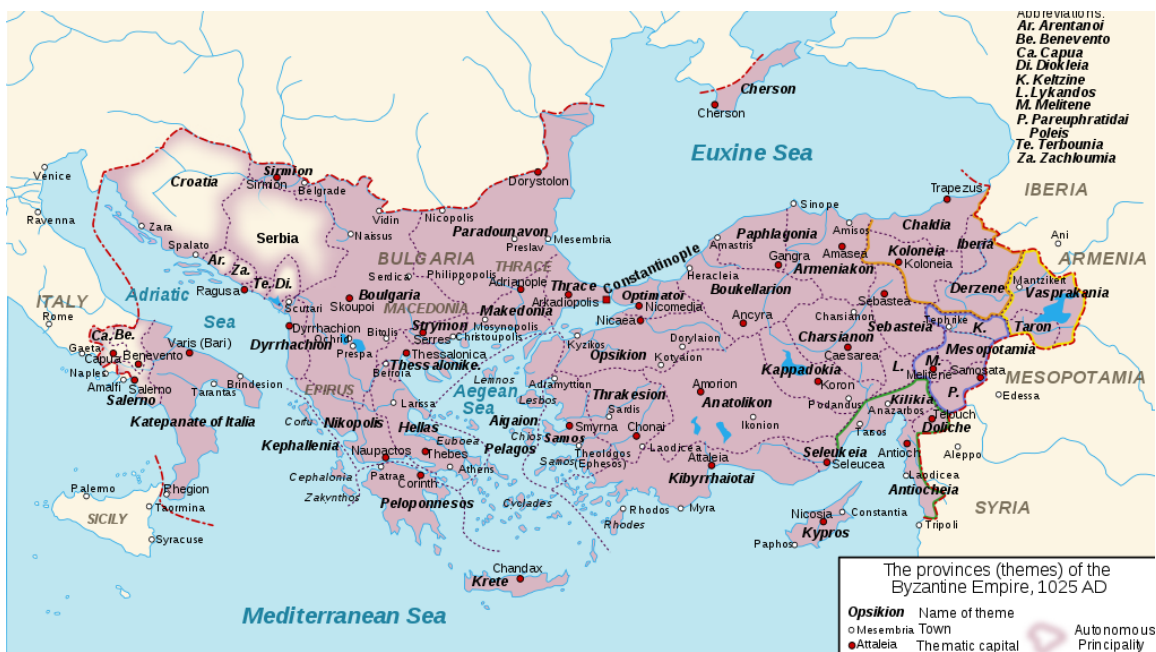 Abbreviations:
Ar. Arentanoi
Be. Benevento
Ca. Capua
Di. Diokleia
K. Keltzine
L. Lykandos
M. Melitene
P. Pareuphratidai
Poleis
Te. Terbounia
Za. Zachloumia
Cherson
Cherson
Euxine Sea
IBERIA
Venice
Croatia
Sirmion
Sirmion
Belgrade
Dorystolon
Trapezus
Ravenna
Zara
Vidin
Nicopolis
Sinope
Amisos
Chaldia
Ani
Serbia
Naissus
Paradounavon
Preslav
Mesembria
Amastris
Paphlagonia
Amasea
Koloneia
Koloneia
Iberia
ARMENIA
Spalato
Ar.
Za.
BULGARIA
THRACE
Gangra
Armeniakon
Heracleia
Mantzikert
Te.
Di.
Serdica
Philippopolis
Adrianople
Thrace
Constantinople
Boukellarion
Derzene
Vasprakania
ITALY
Adriatic
Sea
Ragusa
Boulgaria
Skoupoi
Arkadiopolis
Optimatoi
Nicomedia
Sebastea
Rome
Scutari
MACEDONIA
Makedonia
Nicaea
Ancyra
Charsianon
Tephrike
Sebasteia
K.
Taron
Ca.
Be.
Dyrrhachion
Ochrid
Bitolis
Strymon
Serres
Mosynopolis
Christoupolis
Kyzikos
Dorylaion
Charsianon
Mesopotamia
Gaeta
Capua
Benevento
Varis (Bari)
Dyrrhachion
Prespa
Thessalonica
Opsikion
Kotyaion
Caesarea
Naples
Amalfi
Salerno
Salerno
Brindesion
Tarantas
Beiroia
Thessalonike.
Lemnos
Adramyttion
Kappadokia
Koron
L.
M.
Melitene
Samosata
MESOPOTAMIA
EPIRUS
Larissa
Aegean
Sea
Lesbos
Thrakesion
Amorion
Podandus
P.
Edessa
Katepanate of Italy
Corfu
Nikopolis
Hellas
Aigaion
Pelagos
Sardis
Anatolikon
Kilikia
Anazarbos
Telouch
Doliche
Kephallenia
Euboea
Chios
Smyrna
Chonai
Ikonion
Tarsos
Samos
Naupactos
Thebes
Theologos
(Ephesos)
Laodicea
Attaleia
Seleukeia
Seleucea
Antioch
Aleppo
Cephalonia
Patrae
Athens
Samos
Kibyrrhaiotai
Laodicea
Palermo
Rhegion
Zakynthos
Corinth
Cyclades
Antiocheia
Taormina
Peloponnesos
Rhodos
Rhodes
Myra
Nicosia
Constantia
SYRIA
SICILY
Syracuse
Kypros
Paphos
Tripoli
Chandax
Krete
Mediterranean Sea
The provinces (themes) of the
Byzantine Empire, 1025 AD
Opsikion Name of theme
Mesembria Town
Attaleia Thematic capital
Autonomous
Principality